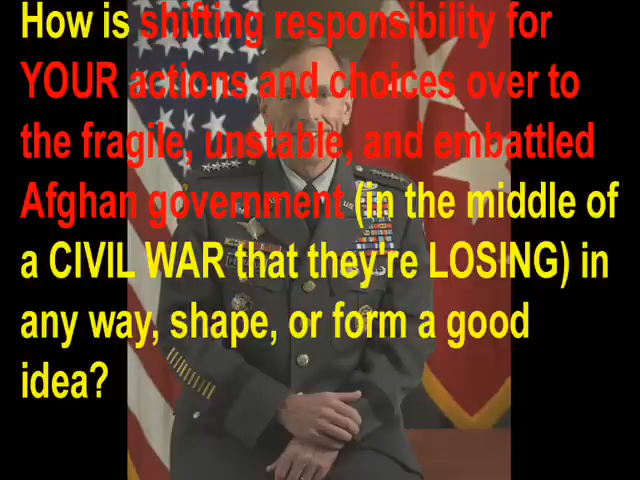 How is shifting responsibility for
YOUR actions and choices over to
the fragile, unstable, and embattled
Afghan government (in the middle of
a CIVIL WAR that they're LOSING) in
any way, shape, or form a good
idea?